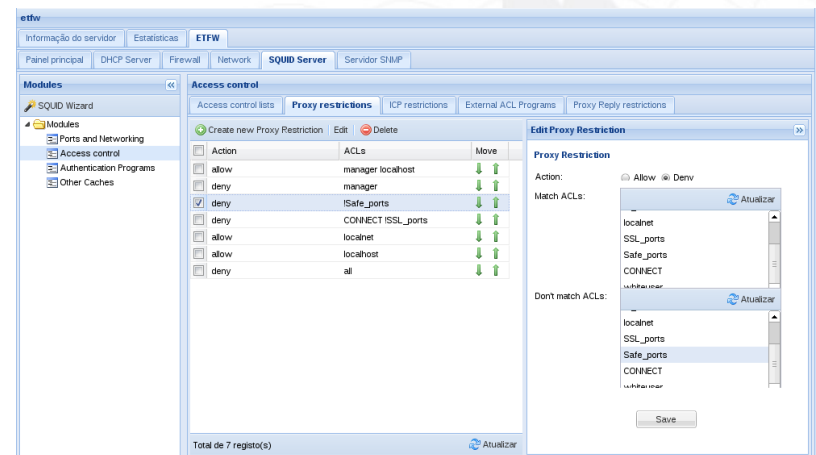 etfw
Informação do servidor Estatísticas ETFW
Painel principal DHCP Server Firewall Network SQUID Server Servidor SNMP
Modules
SQUID Wizard
Modules
Ports and Networking
Access control
Authentication Programs
Other Caches
Access control
Access control lists Proxy restrictions ICP restrictions External ACL Programs Proxy Reply restrictions
Create new Proxy Restriction Edit Delete
Action ACLs Move
allow manager localhost
deny manager
deny !Safe_ports
deny CONNECT !SSL_ports
allow localnet
allow localhost
deny all
Total de 7 registo(s) Atualizar
Edit Proxy Restriction
Proxy Restriction
Action: Allow Deny
Match ACLs: Atualizar
localnet
SSL_ports
Safe_ports
CONNECT
whiteuser
Don't match ACLs: Atualizar
localnet
SSL_ports
Safe_ports
CONNECT
whiteuser
Save